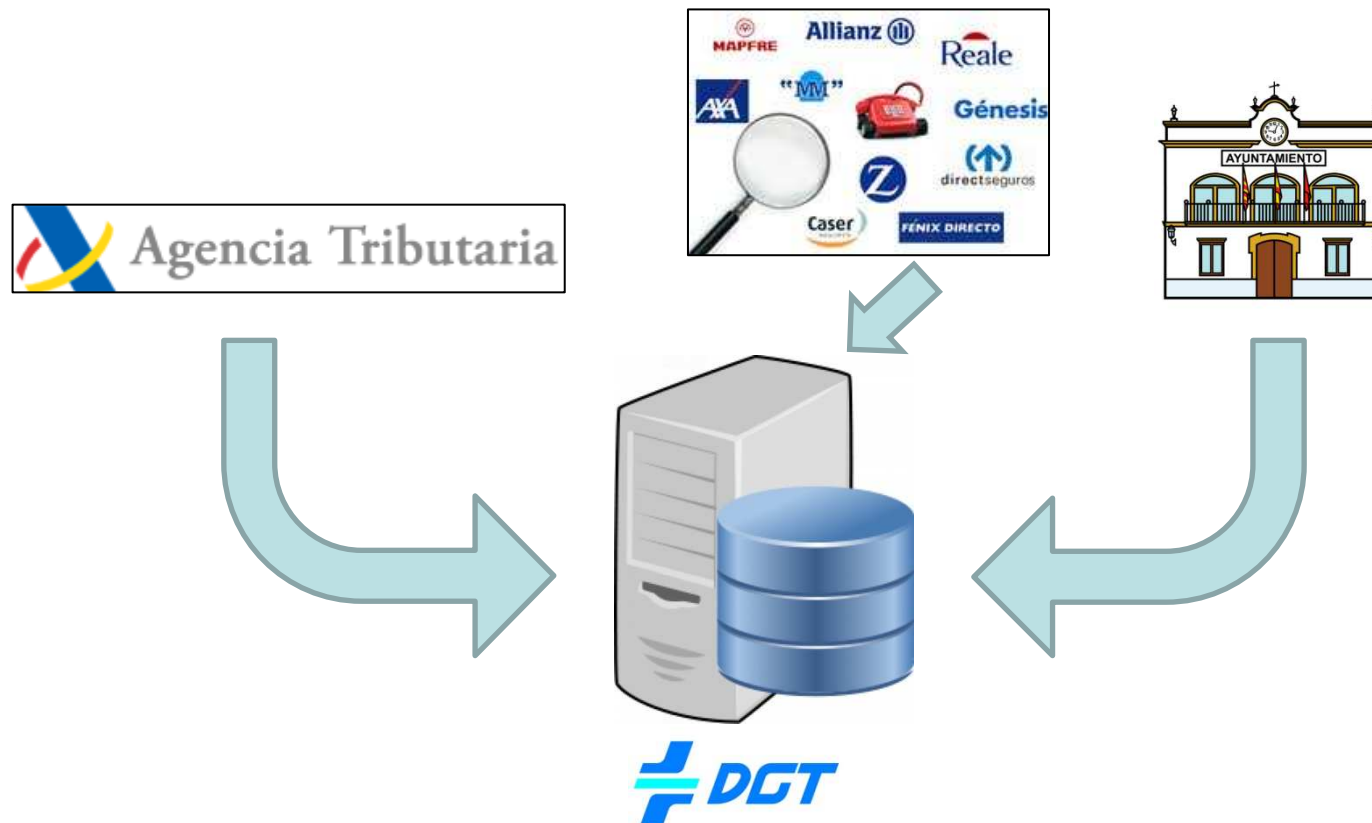 Agencia Tributaria
MAPFRE
Allianz
Reale
AXA
"MM"
Génesis
Z
directseguros
Caser
FÉNIX DIRECTO
AYUNTAMIENTO
DGT